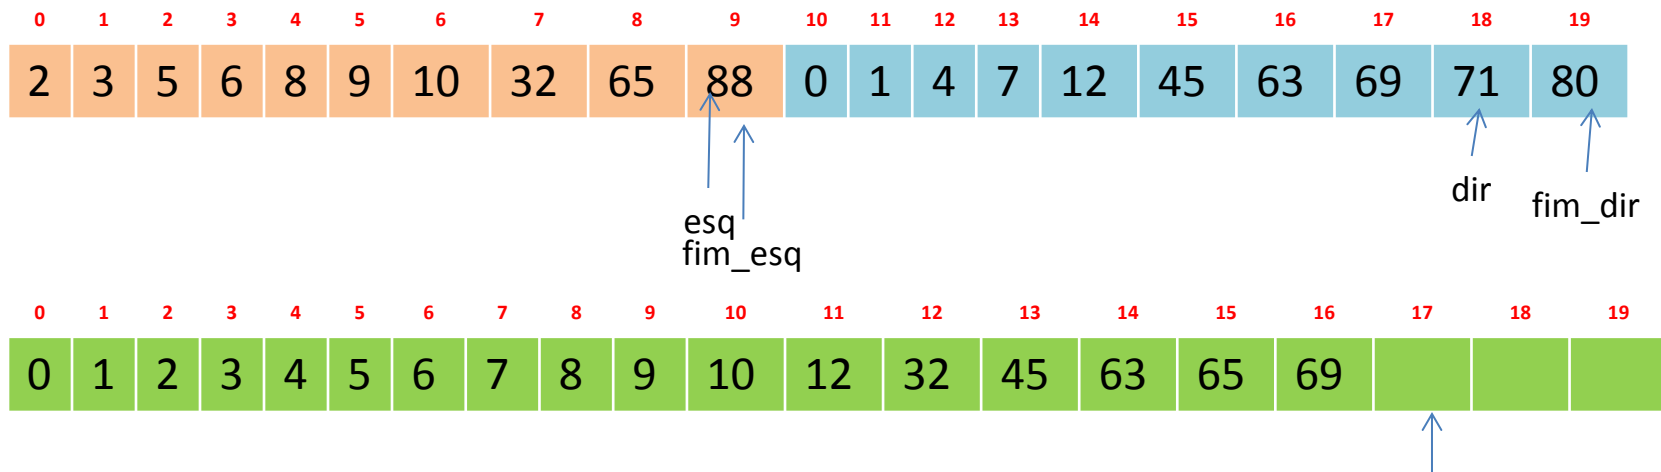 0 1 2 3 4 5 6 7 8 9 10 11 12 13 14 15 16 17 18 19
2 3 5 6 8 9 10 32 65 88 0 1 4 7 12 45 63 69 71 80
dir fim_dir
esq
fim_esq
0 1 2 3 4 5 6 7 8 9 10 11 12 13 14 15 16 17 18 19
0 1 2 3 4 5 6 7 8 9 10 12 32 45 63 65 69